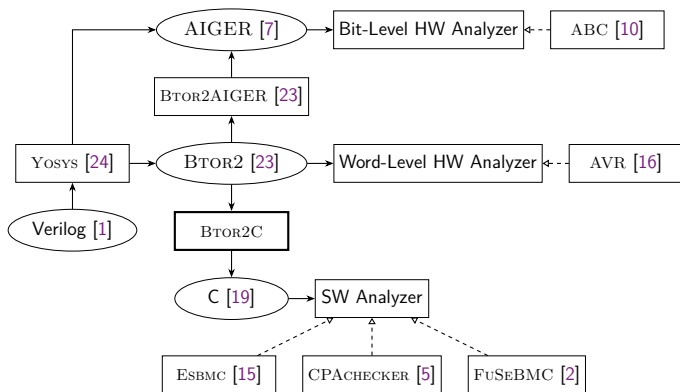 AIGER [7]
Bit-Level HW Analyzer
ABC [10]
BTOR2AIGER [23]
YOSYS [24]
BTOR2 [23]
Word-Level HW Analyzer
AVR [16]
Verilog [1]
BTOR2C
C [19]
SW Analyzer
ESBMC [15]
CPACHECKER [5]
FUSEBMC [2]